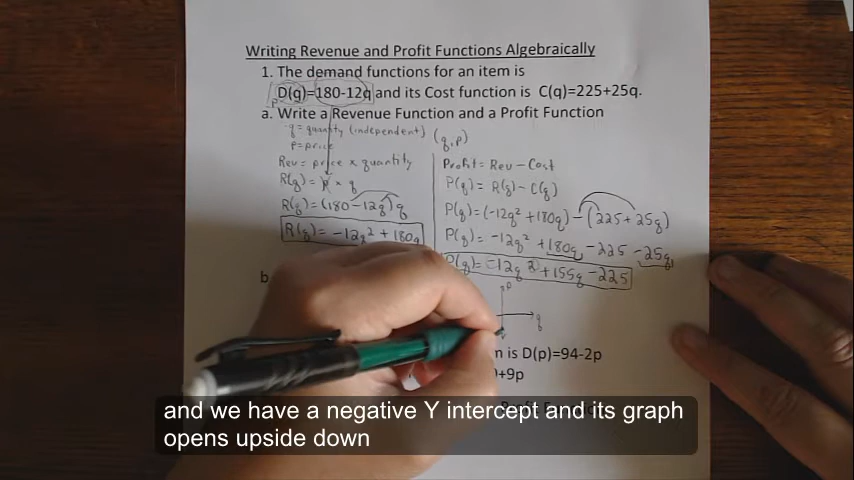 Writing Revenue and Profit Functions Algebraically
1. The demand functions for an item is
D(q)=180-12q and its Cost function is C(q)=225+25q.
P
a. Write a Revenue Function and a Profit Function
q = quantity (independent) (q,p)
P = price
Rev = price x quantity
R(q) = P x q
R(q) = (180-12q)q
R(q) = -12q² + 180q
Profit = Rev - Cost
P(q) = R(q) - C(q)
P(q) = (-12q² + 180q) - (225 + 25q)
P(q) = -12q² + 180q - 225 - 25q
P(q) = -12q² + 155q - 225
b
P
q
is D(p)=94-2p
+9p
and we have a negative Y intercept and its graph
opens upside down